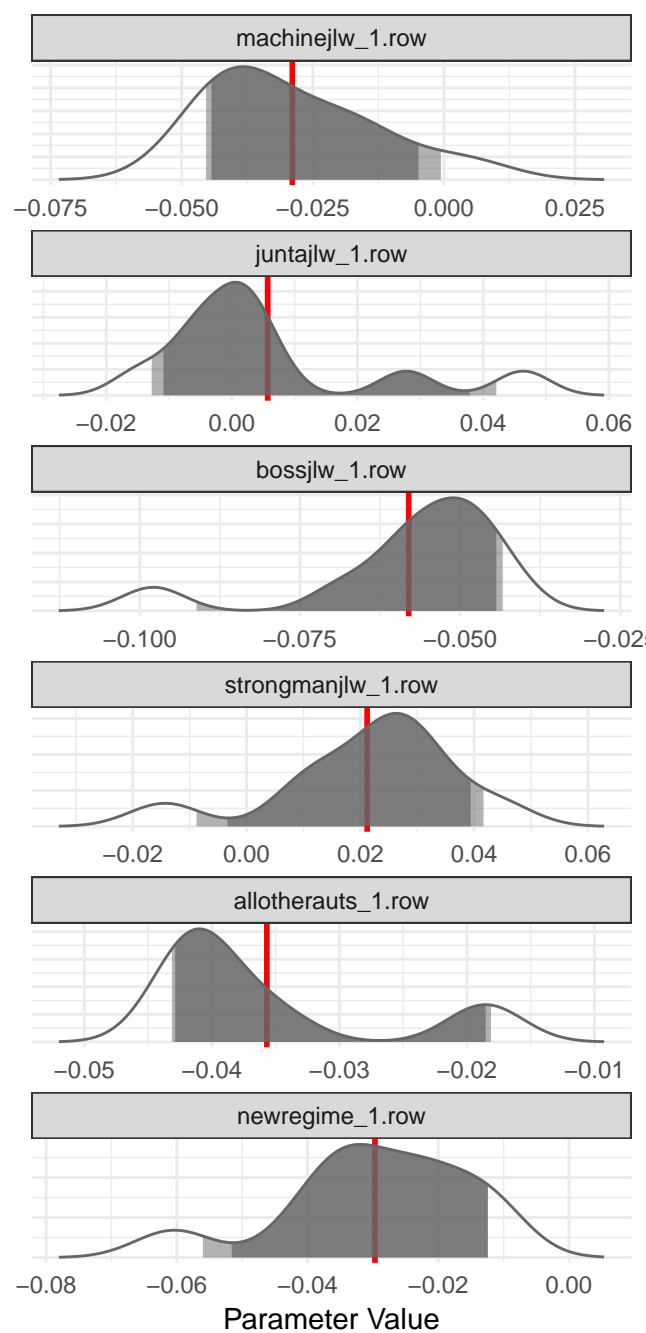 machinejlw_1.row
−0.075 −0.050 −0.025 0.000 0.025
juntajlw_1.row
−0.02 0.00 0.02 0.04 0.06
bossjlw_1.row
−0.100 −0.075 −0.050 −0.025
strongmanjlw_1.row
−0.02 0.00 0.02 0.04 0.06
allotherauts_1.row
−0.05 −0.04 −0.03 −0.02 −0.01
newregime_1.row
−0.08 −0.06 −0.04 −0.02 0.00
Parameter Value